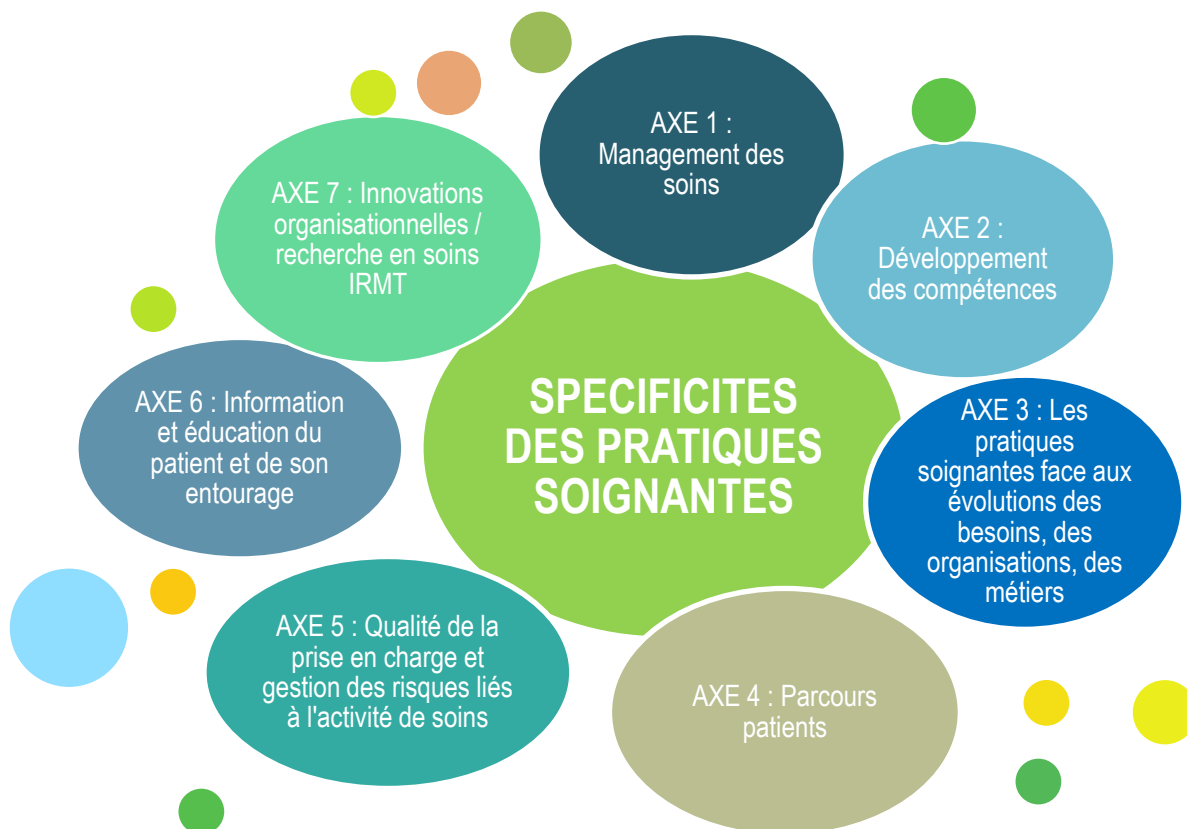 AXE 1 :
Management des
soins
AXE 2 :
Développement
des compétences
AXE 3 : Les
pratiques
soignantes face aux
évolutions des
besoins, des
organisations, des
métiers
AXE 4 : Parcours
patients
AXE 5 : Qualité de la
prise en charge et
gestion des risques liés
à l'activité de soins
AXE 6 : Information
et éducation du
patient et de son
entourage
AXE 7 : Innovations
organisationnelles /
recherche en soins
IRMT
SPECIFICITES
DES PRATIQUES
SOIGNANTES